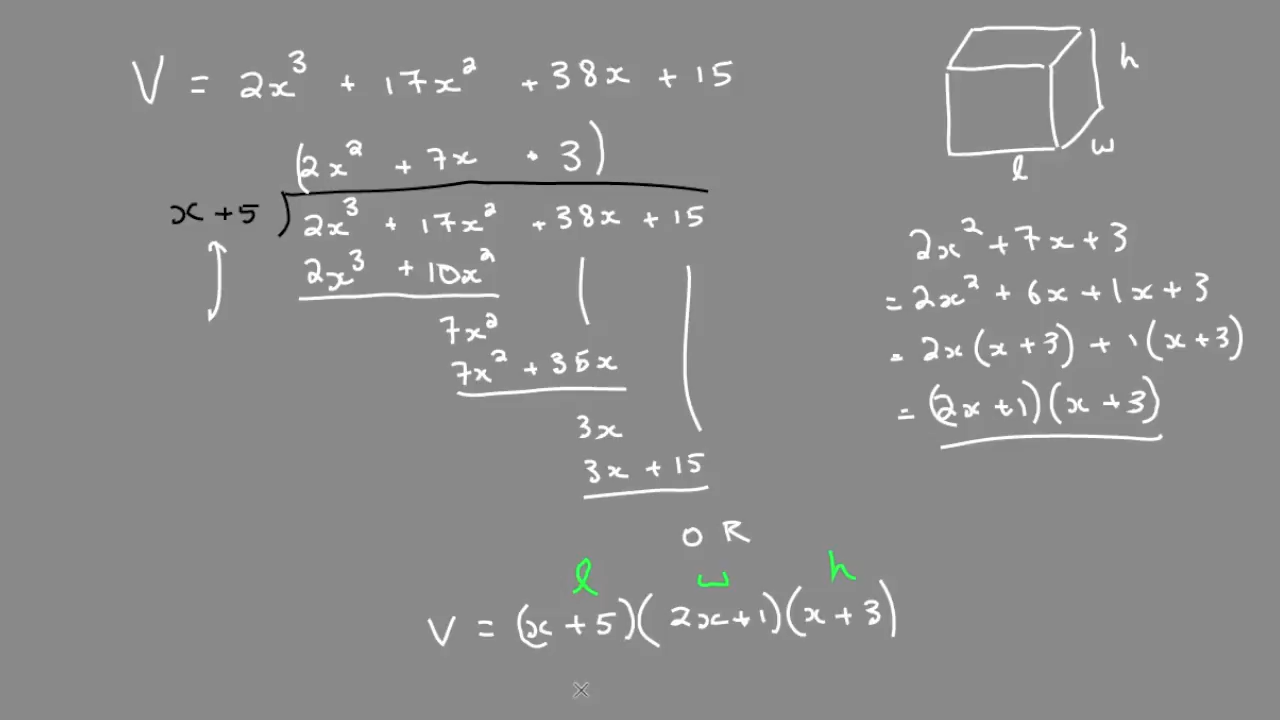 V = 2x³ + 17x² + 38x + 15
(2x² + 7x + 3)
x + 5 ) 2x³ + 17x² + 38x + 15
2x³ + 10x²
7x²
7x² + 35x
3x
3x + 15
0 R
l w h
V = (x + 5)(2x + 1)(x + 3)
h
w
l
2x² + 7x + 3
= 2x² + 6x + 1x + 3
= 2x(x + 3) + 1(x + 3)
= (2x + 1)(x + 3)